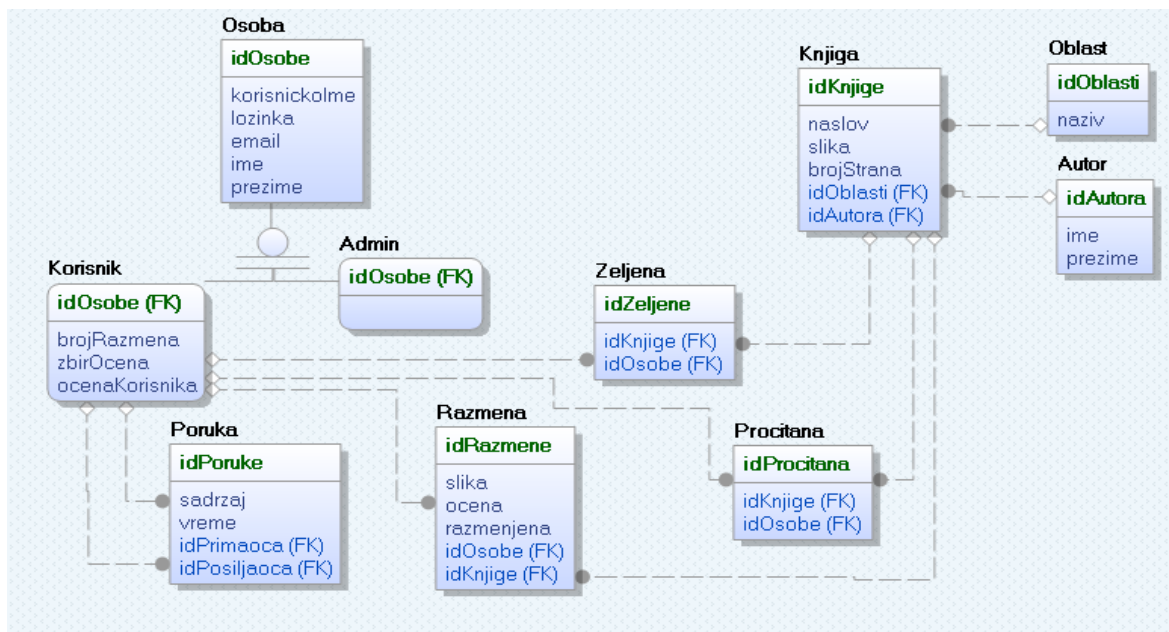 Osoba
idOsobe
korisnickoIme
lozinka
email
ime
prezime
Knjiga
idKnjige
naslov
slika
brojStrana
idOblasti (FK)
idAutora (FK)
Oblast
idOblasti
naziv
Autor
idAutora
ime
prezime
Korisnik
idOsobe (FK)
brojRazmena
zbirOcena
ocenaKorisnika
Admin
idOsobe (FK)
Zeljena
idZeljene
idKnjige (FK)
idOsobe (FK)
Poruka
idPoruke
sadrzaj
vreme
idPrimaoca (FK)
idPosiljaoca (FK)
Razmena
idRazmene
slika
ocena
razmenjena
idOsobe (FK)
idKnjige (FK)
Procitana
idProcitana
idKnjige (FK)
idOsobe (FK)